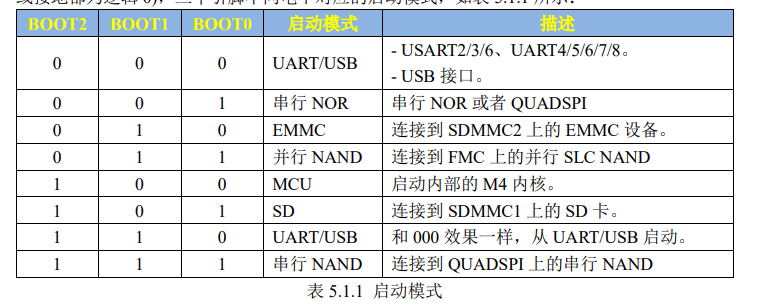 BOOT2 BOOT1 BOOT0 启动模式 描述
0 0 0 UART/USB - USART2/3/6、UART4/5/6/7/8。
- USB 接口。
0 0 1 串行 NOR 串行 NOR 或者 QUADSPI
0 1 0 EMMC 连接到 SDMMC2 上的 EMMC 设备。
0 1 1 并行 NAND 连接到 FMC 上的并行 SLC NAND
1 0 0 MCU 启动内部的 M4 内核。
1 0 1 SD 连接到 SDMMC1 上的 SD 卡。
1 1 0 UART/USB 和 000 效果一样，从 UART/USB 启动。
1 1 1 串行 NAND 连接到 QUADSPI 上的串行 NAND
表 5.1.1 启动模式